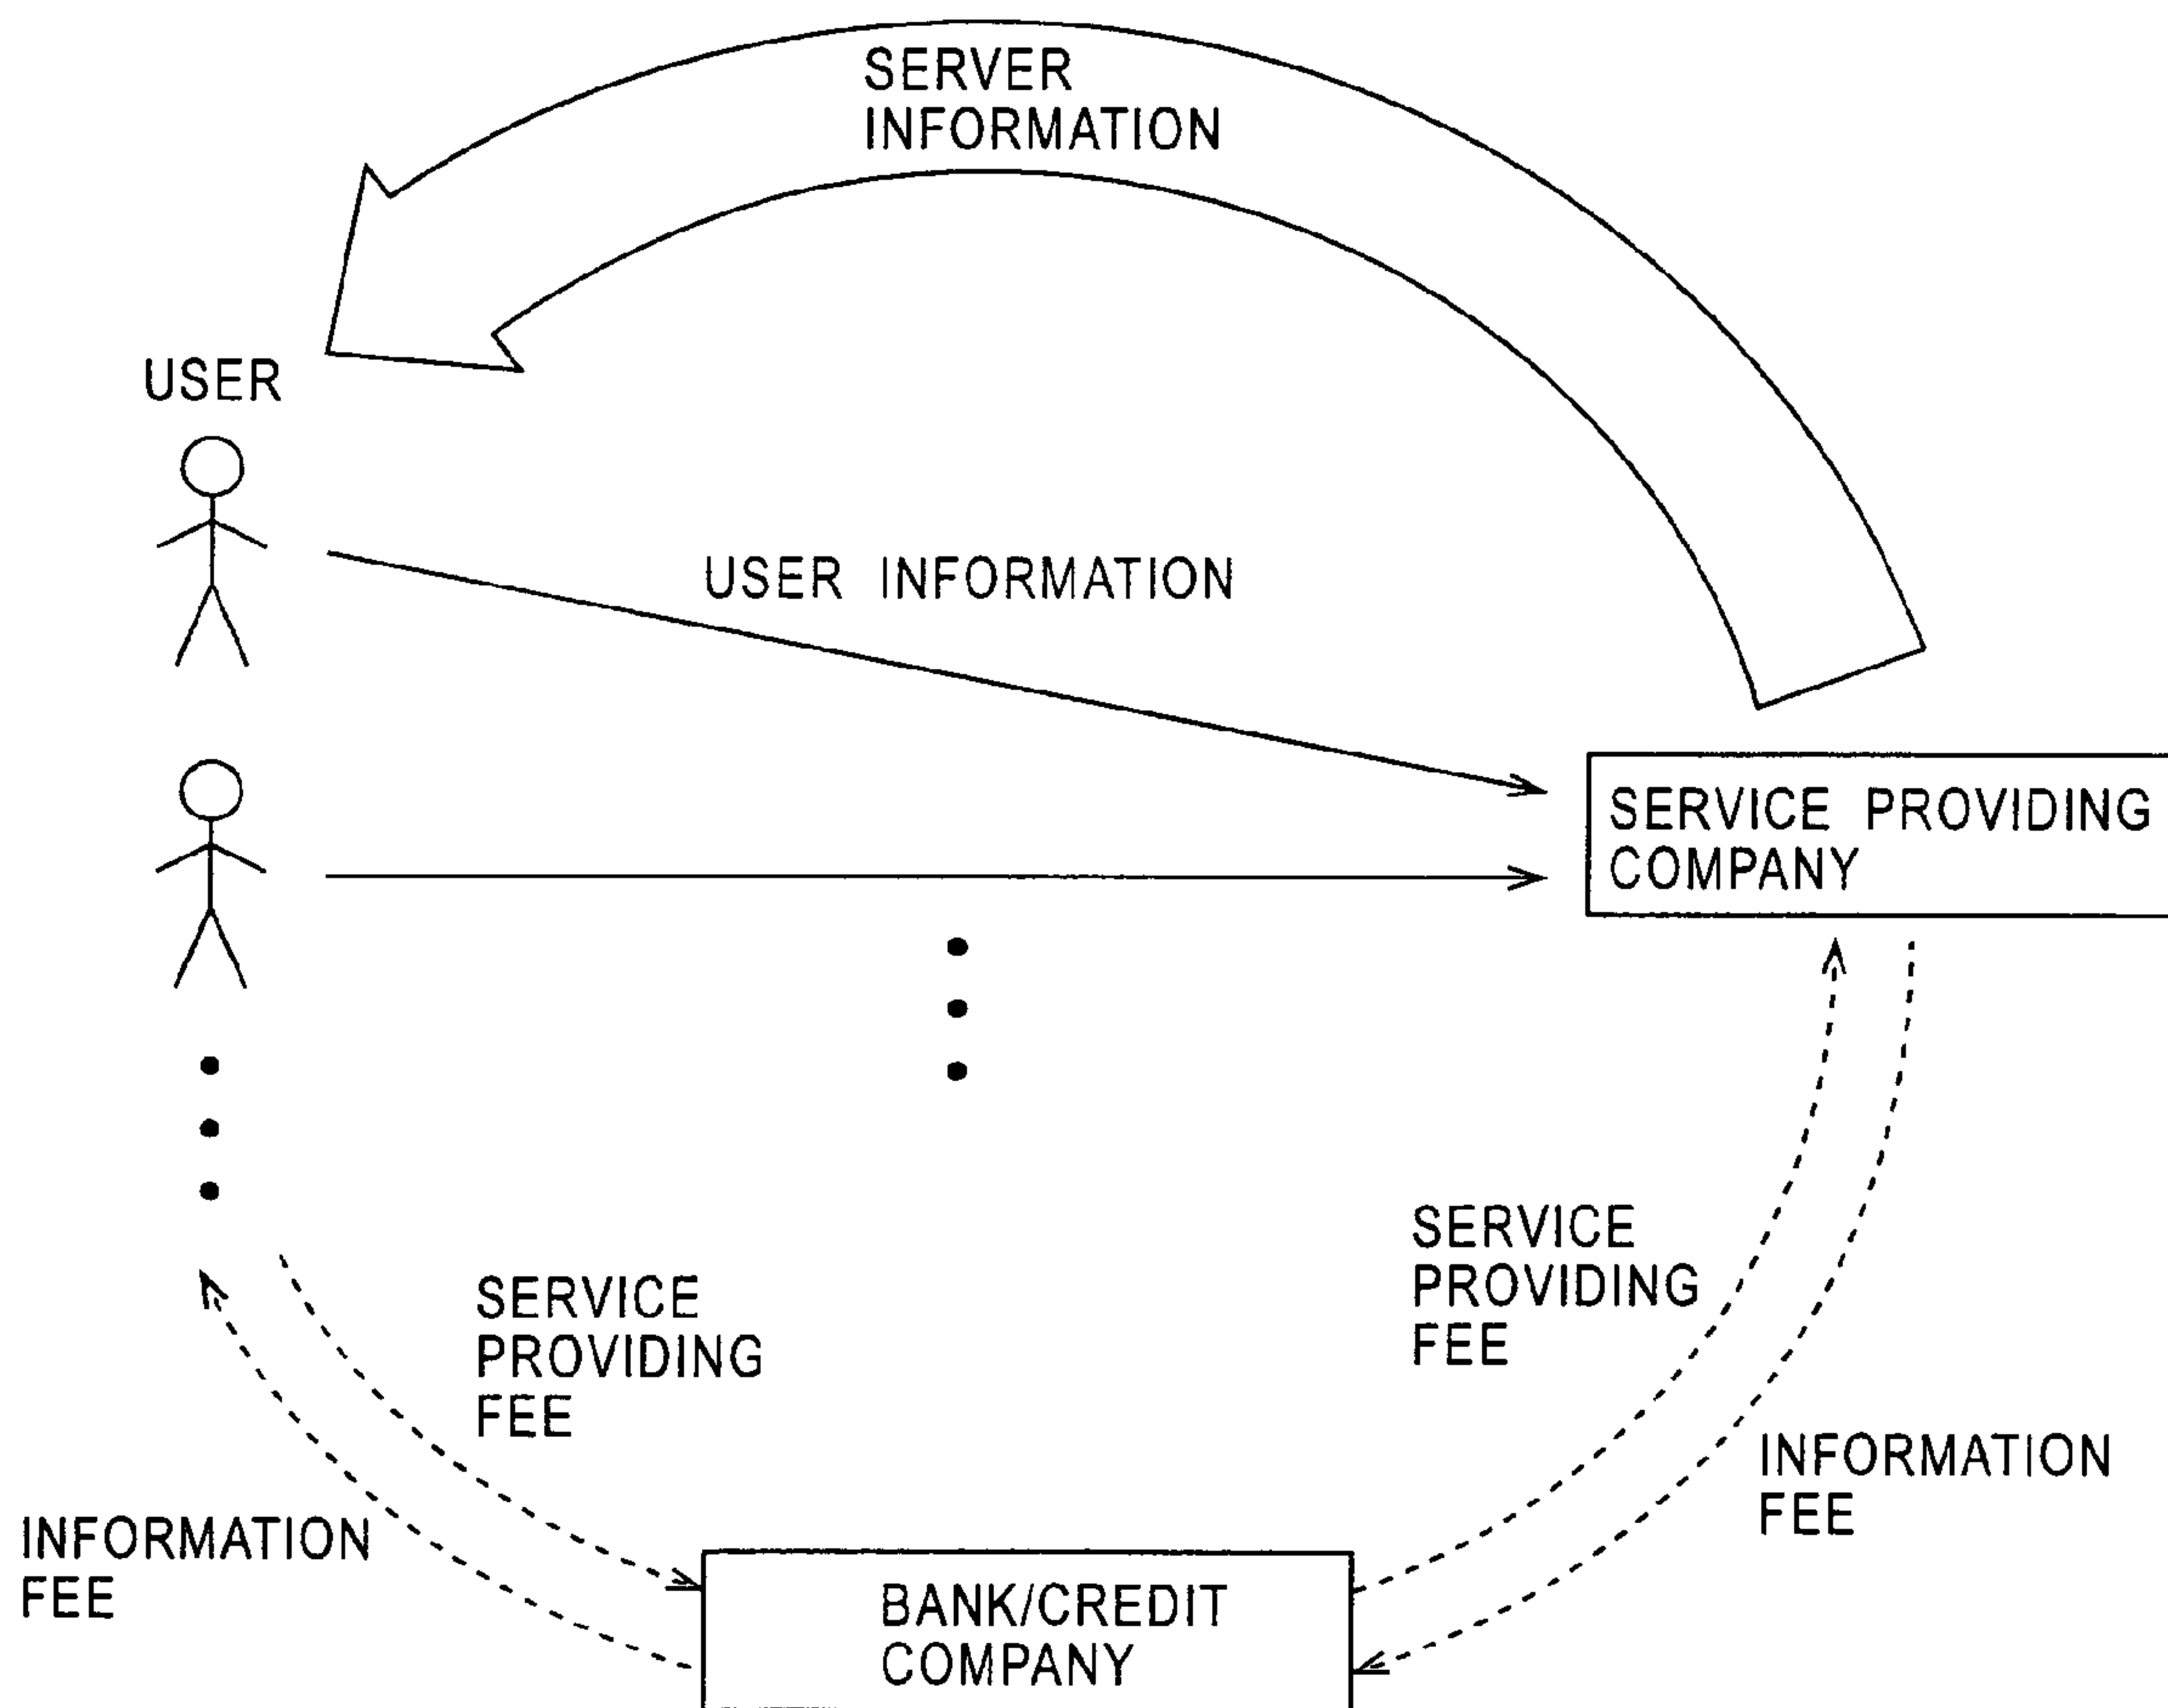 SERVER
INFORMATION
USER
USER INFORMATION
SERVICE PROVIDING
COMPANY
SERVICE
PROVIDING
FEE
SERVICE
PROVIDING
FEE
INFORMATION
FEE
INFORMATION
FEE
BANK/CREDIT
COMPANY